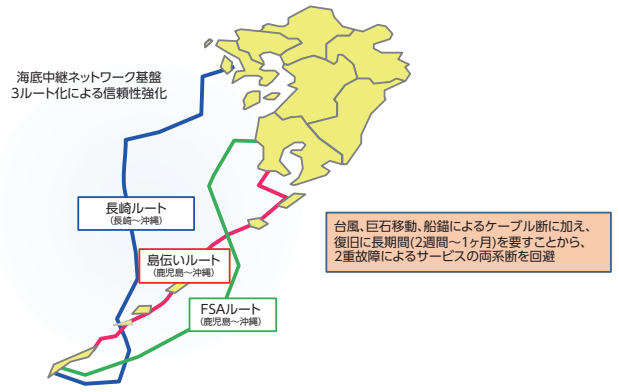 海底中継ネットワーク基盤
3ルート化による信頼性強化
長崎ルート
(長崎～沖縄)
島伝いルート
(鹿児島～沖縄)
FSAルート
(鹿児島～沖縄)
台風、巨石移動、船錨によるケーブル断に加え、
復旧に長期間(2週間～1ヶ月)を要すことから、
2重故障によるサービスの両系断を回避